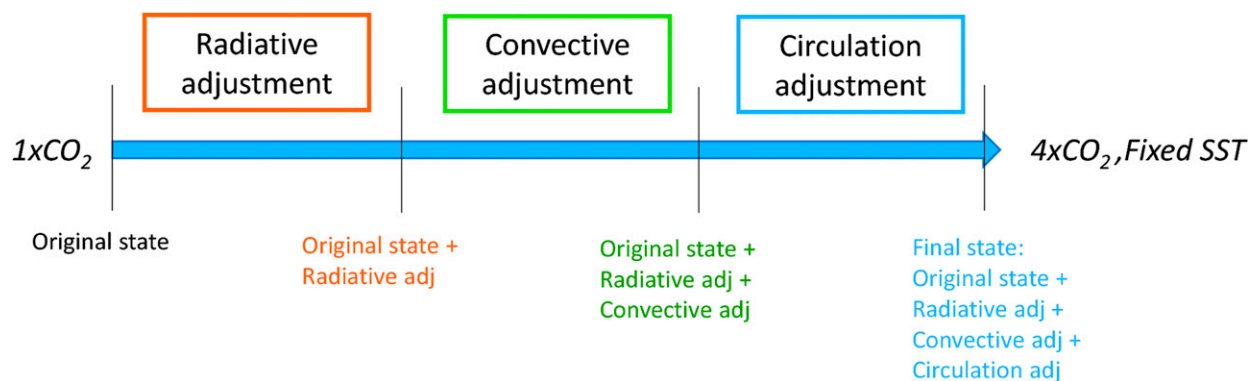 Radiative
adjustment
Convective
adjustment
Circulation
adjustment
1xCO₂
4xCO₂,Fixed SST
Original state
Original state +
Radiative adj
Original state +
Radiative adj +
Convective adj
Final state:
Original state +
Radiative adj +
Convective adj +
Circulation adj